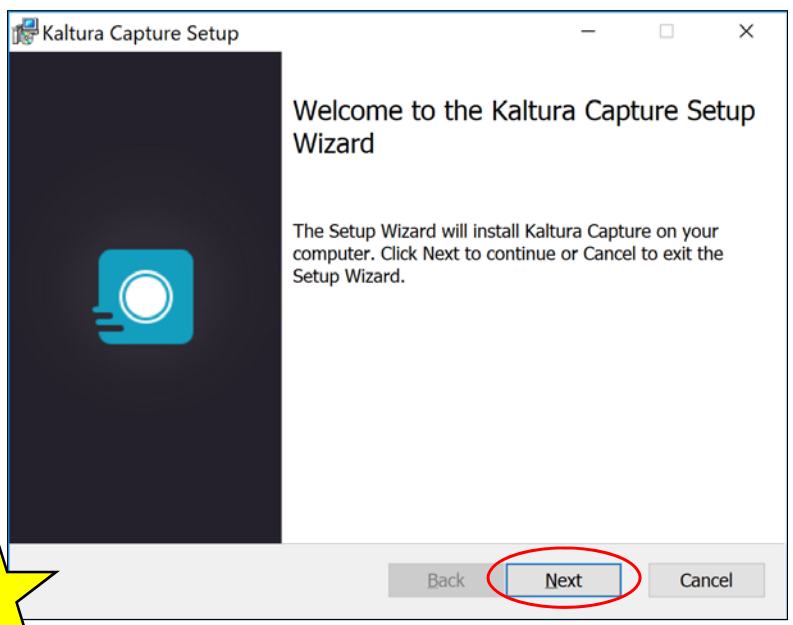 Kaltura Capture Setup
Welcome to the Kaltura Capture Setup
Wizard
The Setup Wizard will install Kaltura Capture on your
computer. Click Next to continue or Cancel to exit the
Setup Wizard.
Back Next Cancel